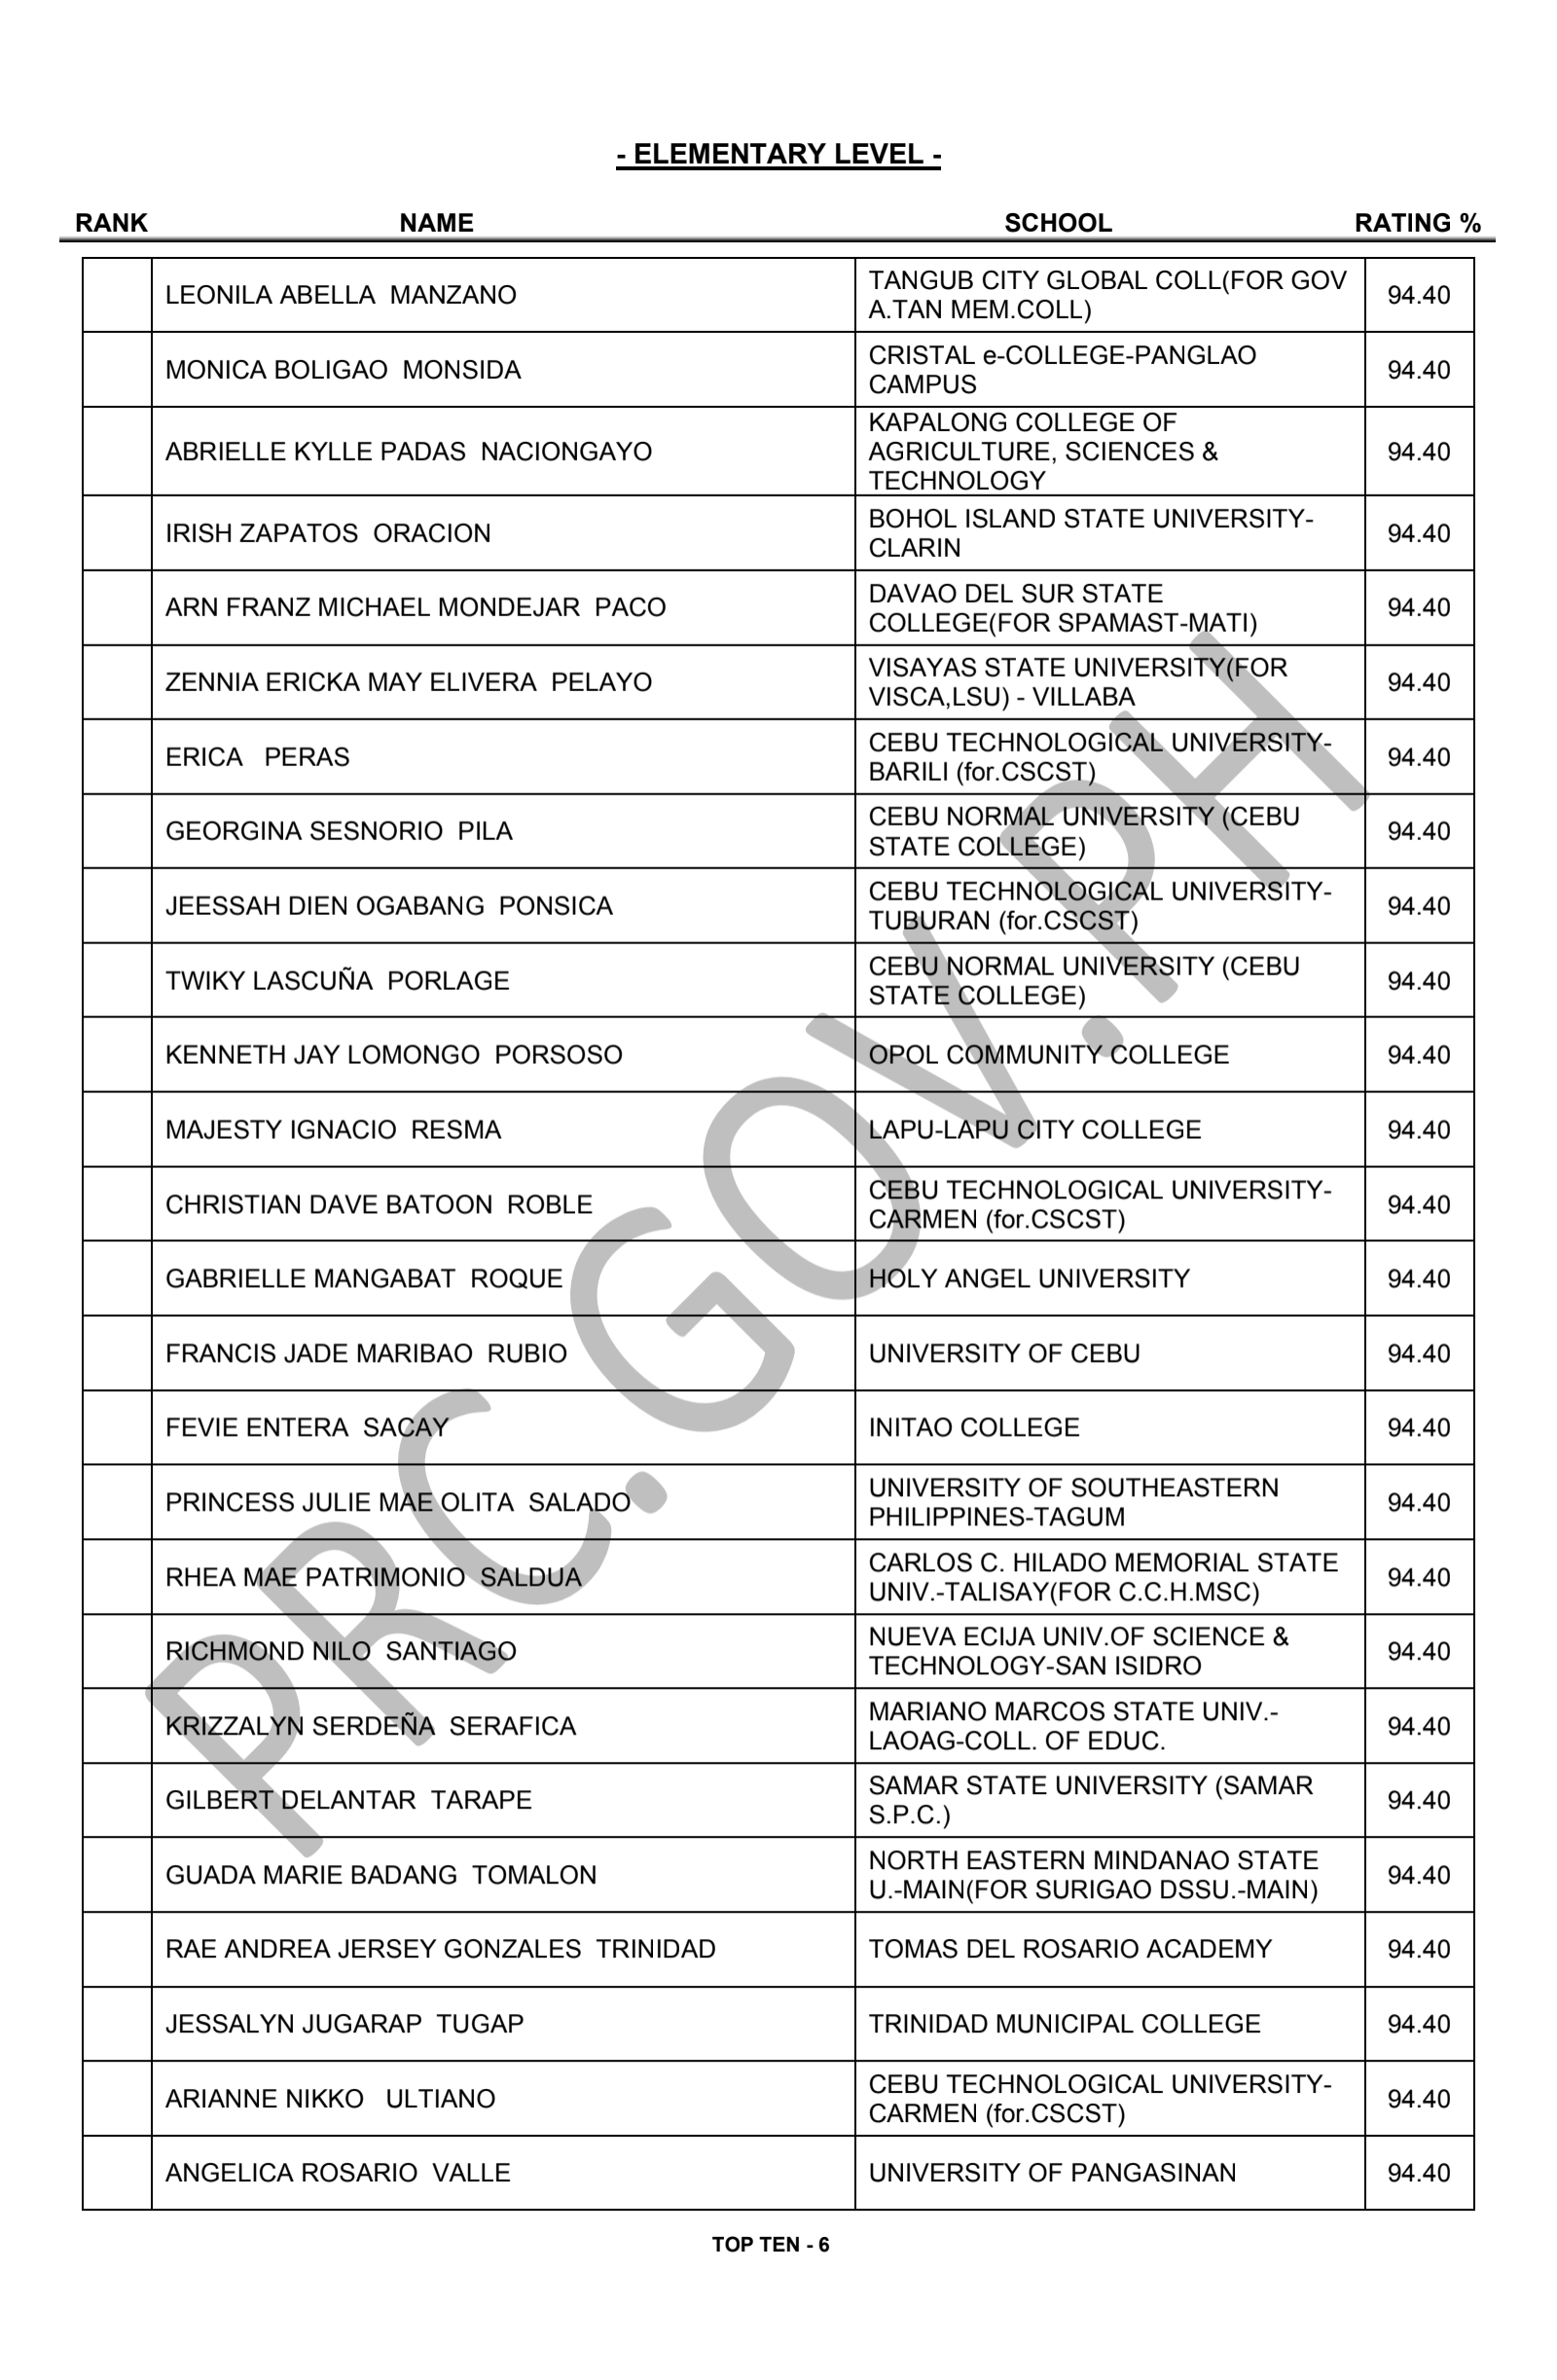 - ELEMENTARY LEVEL -
RANK NAME SCHOOL RATING %
LEONILA ABELLA  MANZANO TANGUB CITY GLOBAL COLL(FOR GOV
A.TAN MEM.COLL) 94.40
MONICA BOLIGAO  MONSIDA CRISTAL e-COLLEGE-PANGLAO
CAMPUS 94.40
ABRIELLE KYLLE PADAS  NACIONGAYO KAPALONG COLLEGE OF
AGRICULTURE, SCIENCES &
TECHNOLOGY 94.40
IRISH ZAPATOS  ORACION BOHOL ISLAND STATE UNIVERSITY-
CLARIN 94.40
ARN FRANZ MICHAEL MONDEJAR  PACO DAVAO DEL SUR STATE
COLLEGE(FOR SPAMAST-MATI) 94.40
ZENNIA ERICKA MAY ELIVERA  PELAYO VISAYAS STATE UNIVERSITY(FOR
VISCA,LSU) - VILLABA 94.40
ERICA   PERAS CEBU TECHNOLOGICAL UNIVERSITY-
BARILI (for.CSCST) 94.40
GEORGINA SESNORIO  PILA CEBU NORMAL UNIVERSITY (CEBU
STATE COLLEGE) 94.40
JEESSAH DIEN OGABANG  PONSICA CEBU TECHNOLOGICAL UNIVERSITY-
TUBURAN (for.CSCST) 94.40
TWIKY LASCUÑA  PORLAGE CEBU NORMAL UNIVERSITY (CEBU
STATE COLLEGE) 94.40
KENNETH JAY LOMONGO  PORSOSO OPOL COMMUNITY COLLEGE 94.40
MAJESTY IGNACIO  RESMA LAPU-LAPU CITY COLLEGE 94.40
CHRISTIAN DAVE BATOON  ROBLE CEBU TECHNOLOGICAL UNIVERSITY-
CARMEN (for.CSCST) 94.40
GABRIELLE MANGABAT  ROQUE HOLY ANGEL UNIVERSITY 94.40
FRANCIS JADE MARIBAO  RUBIO UNIVERSITY OF CEBU 94.40
FEVIE ENTERA  SACAY INITAO COLLEGE 94.40
PRINCESS JULIE MAE OLITA  SALADO UNIVERSITY OF SOUTHEASTERN
PHILIPPINES-TAGUM 94.40
RHEA MAE PATRIMONIO  SALDUA CARLOS C. HILADO MEMORIAL STATE
UNIV.-TALISAY(FOR C.C.H.MSC) 94.40
RICHMOND NILO  SANTIAGO NUEVA ECIJA UNIV.OF SCIENCE &
TECHNOLOGY-SAN ISIDRO 94.40
KRIZZALYN SERDEÑA  SERAFICA MARIANO MARCOS STATE UNIV.-
LAOAG-COLL. OF EDUC. 94.40
GILBERT DELANTAR  TARAPE SAMAR STATE UNIVERSITY (SAMAR
S.P.C.) 94.40
GUADA MARIE BADANG  TOMALON NORTH EASTERN MINDANAO STATE
U.-MAIN(FOR SURIGAO DSSU.-MAIN) 94.40
RAE ANDREA JERSEY GONZALES  TRINIDAD TOMAS DEL ROSARIO ACADEMY 94.40
JESSALYN JUGARAP  TUGAP TRINIDAD MUNICIPAL COLLEGE 94.40
ARIANNE NIKKO   ULTIANO CEBU TECHNOLOGICAL UNIVERSITY-
CARMEN (for.CSCST) 94.40
ANGELICA ROSARIO  VALLE UNIVERSITY OF PANGASINAN 94.40
TOP TEN - 6
PRC.GOV.PH